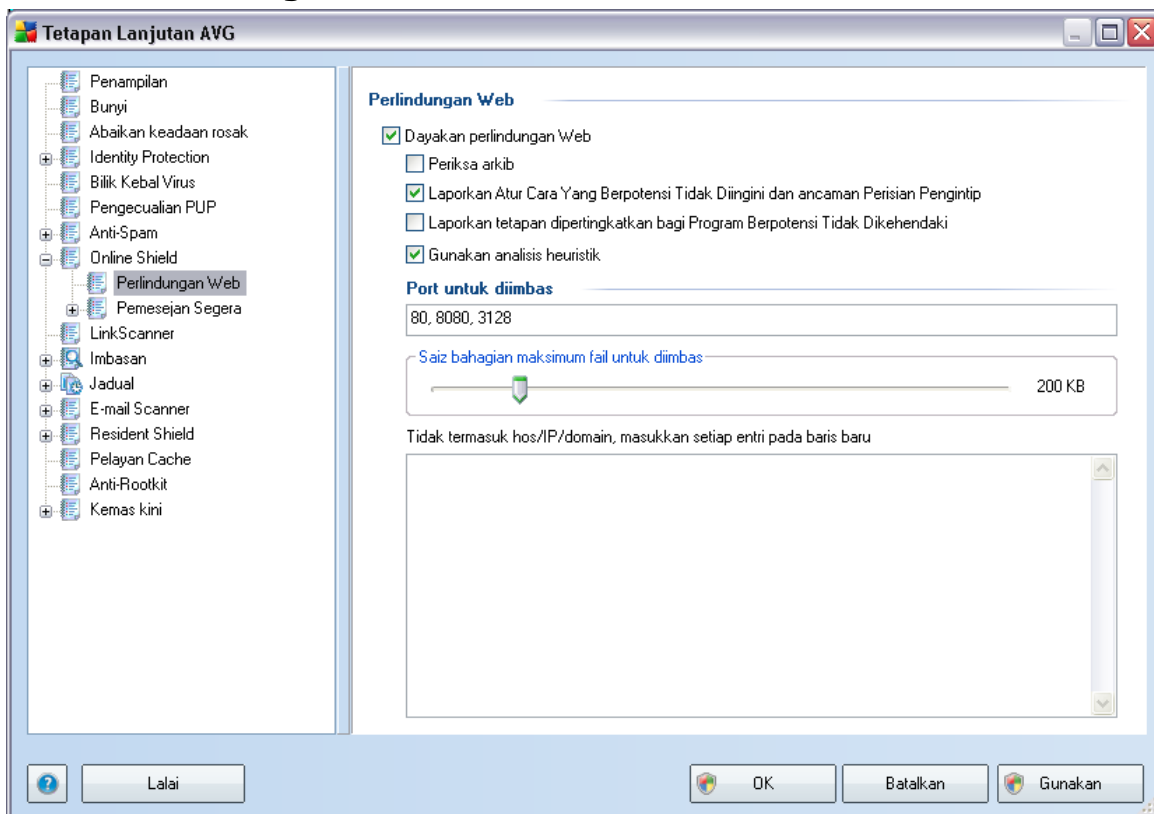 Tetapan Lanjutan AVG
Penampilan
Bunyi
Abaikan keadaan rosak
Identity Protection
Bilik Kebal Virus
Pengecualian PUP
Anti-Spam
Online Shield
Perlindungan Web
Pemesejan Segera
LinkScanner
Imbasan
Jadual
E-mail Scanner
Resident Shield
Pelayan Cache
Anti-Rootkit
Kemas kini
Perlindungan Web
Dayakan perlindungan Web
Periksa arkib
Laporkan Atur Cara Yang Berpotensi Tidak Diingini dan ancaman Perisian Pengintip
Laporkan tetapan dipertingkatkan bagi Program Berpotensi Tidak Dikehendaki
Gunakan analisis heuristik
Port untuk diimbas
80, 8080, 3128
Saiz bahagian maksimum fail untuk diimbas
200 KB
Tidak termasuk hos/IP/domain, masukkan setiap entri pada baris baru
Lalai
OK
Batalkan
Gunakan